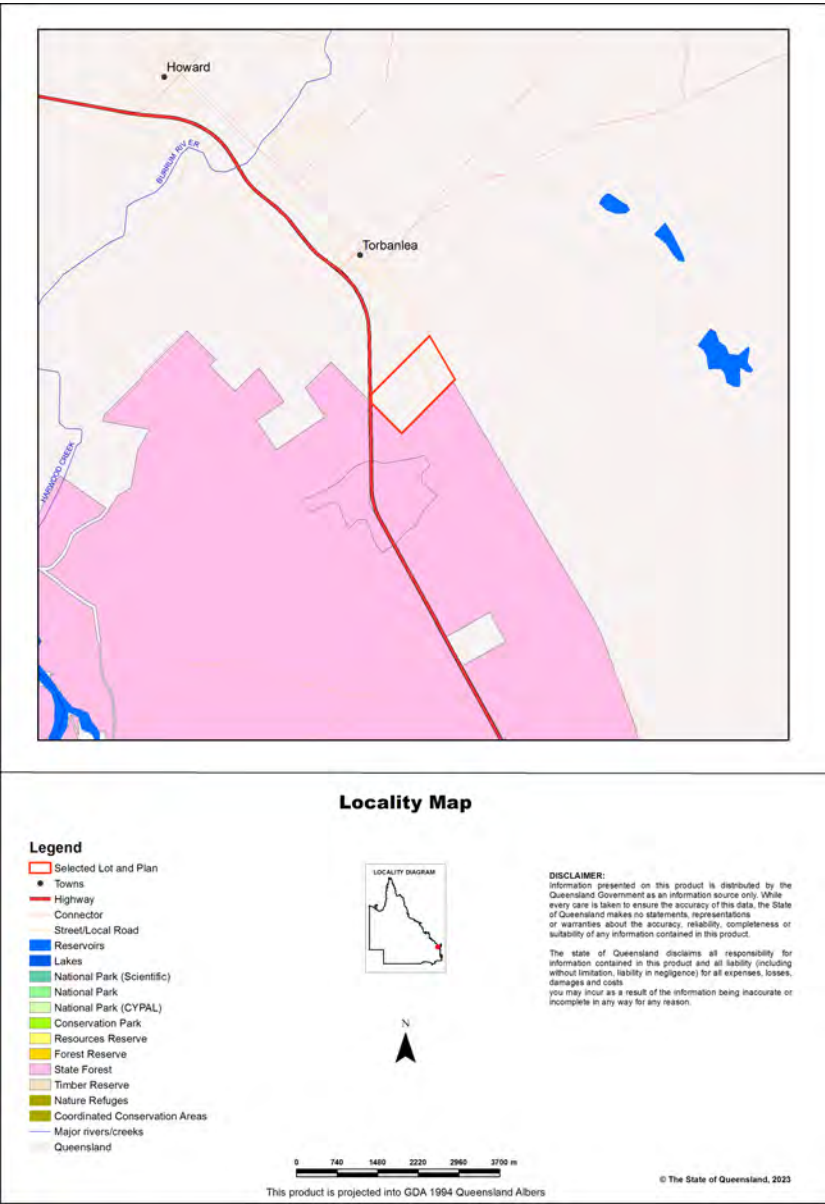 Howard
BURRUM RIVER
Torbanlea
HARWOOD CREEK
Locality Map
Legend
Selected Lot and Plan
Towns
Highway
Connector
Street/Local Road
Reservoirs
Lakes
National Park (Scientific)
National Park
National Park (CYPAL)
Conservation Park
Resources Reserve
Forest Reserve
State Forest
Timber Reserve
Nature Refuges
Coordinated Conservation Areas
Major rivers/creeks
Queensland
LOCALITY DIAGRAM
N
0 740 1480 2220 2960 3700 m
This product is projected into GDA 1994 Queensland Albers
DISCLAIMER:
Information presented on this product is distributed by the
Queensland Government as an information source only. While
every care is taken to ensure the accuracy of this data, the State
of Queensland makes no statements, representations
or warranties about the accuracy, reliability, completeness or
suitability of any information contained in this product.
The state of Queensland disclaims all responsibility for
information contained in this product and all liability (including
without limitation, liability in negligence) for all expenses, losses,
damages and costs
you may incur as a result of the information being inaccurate or
incomplete in any way for any reason.
© The State of Queensland, 2023